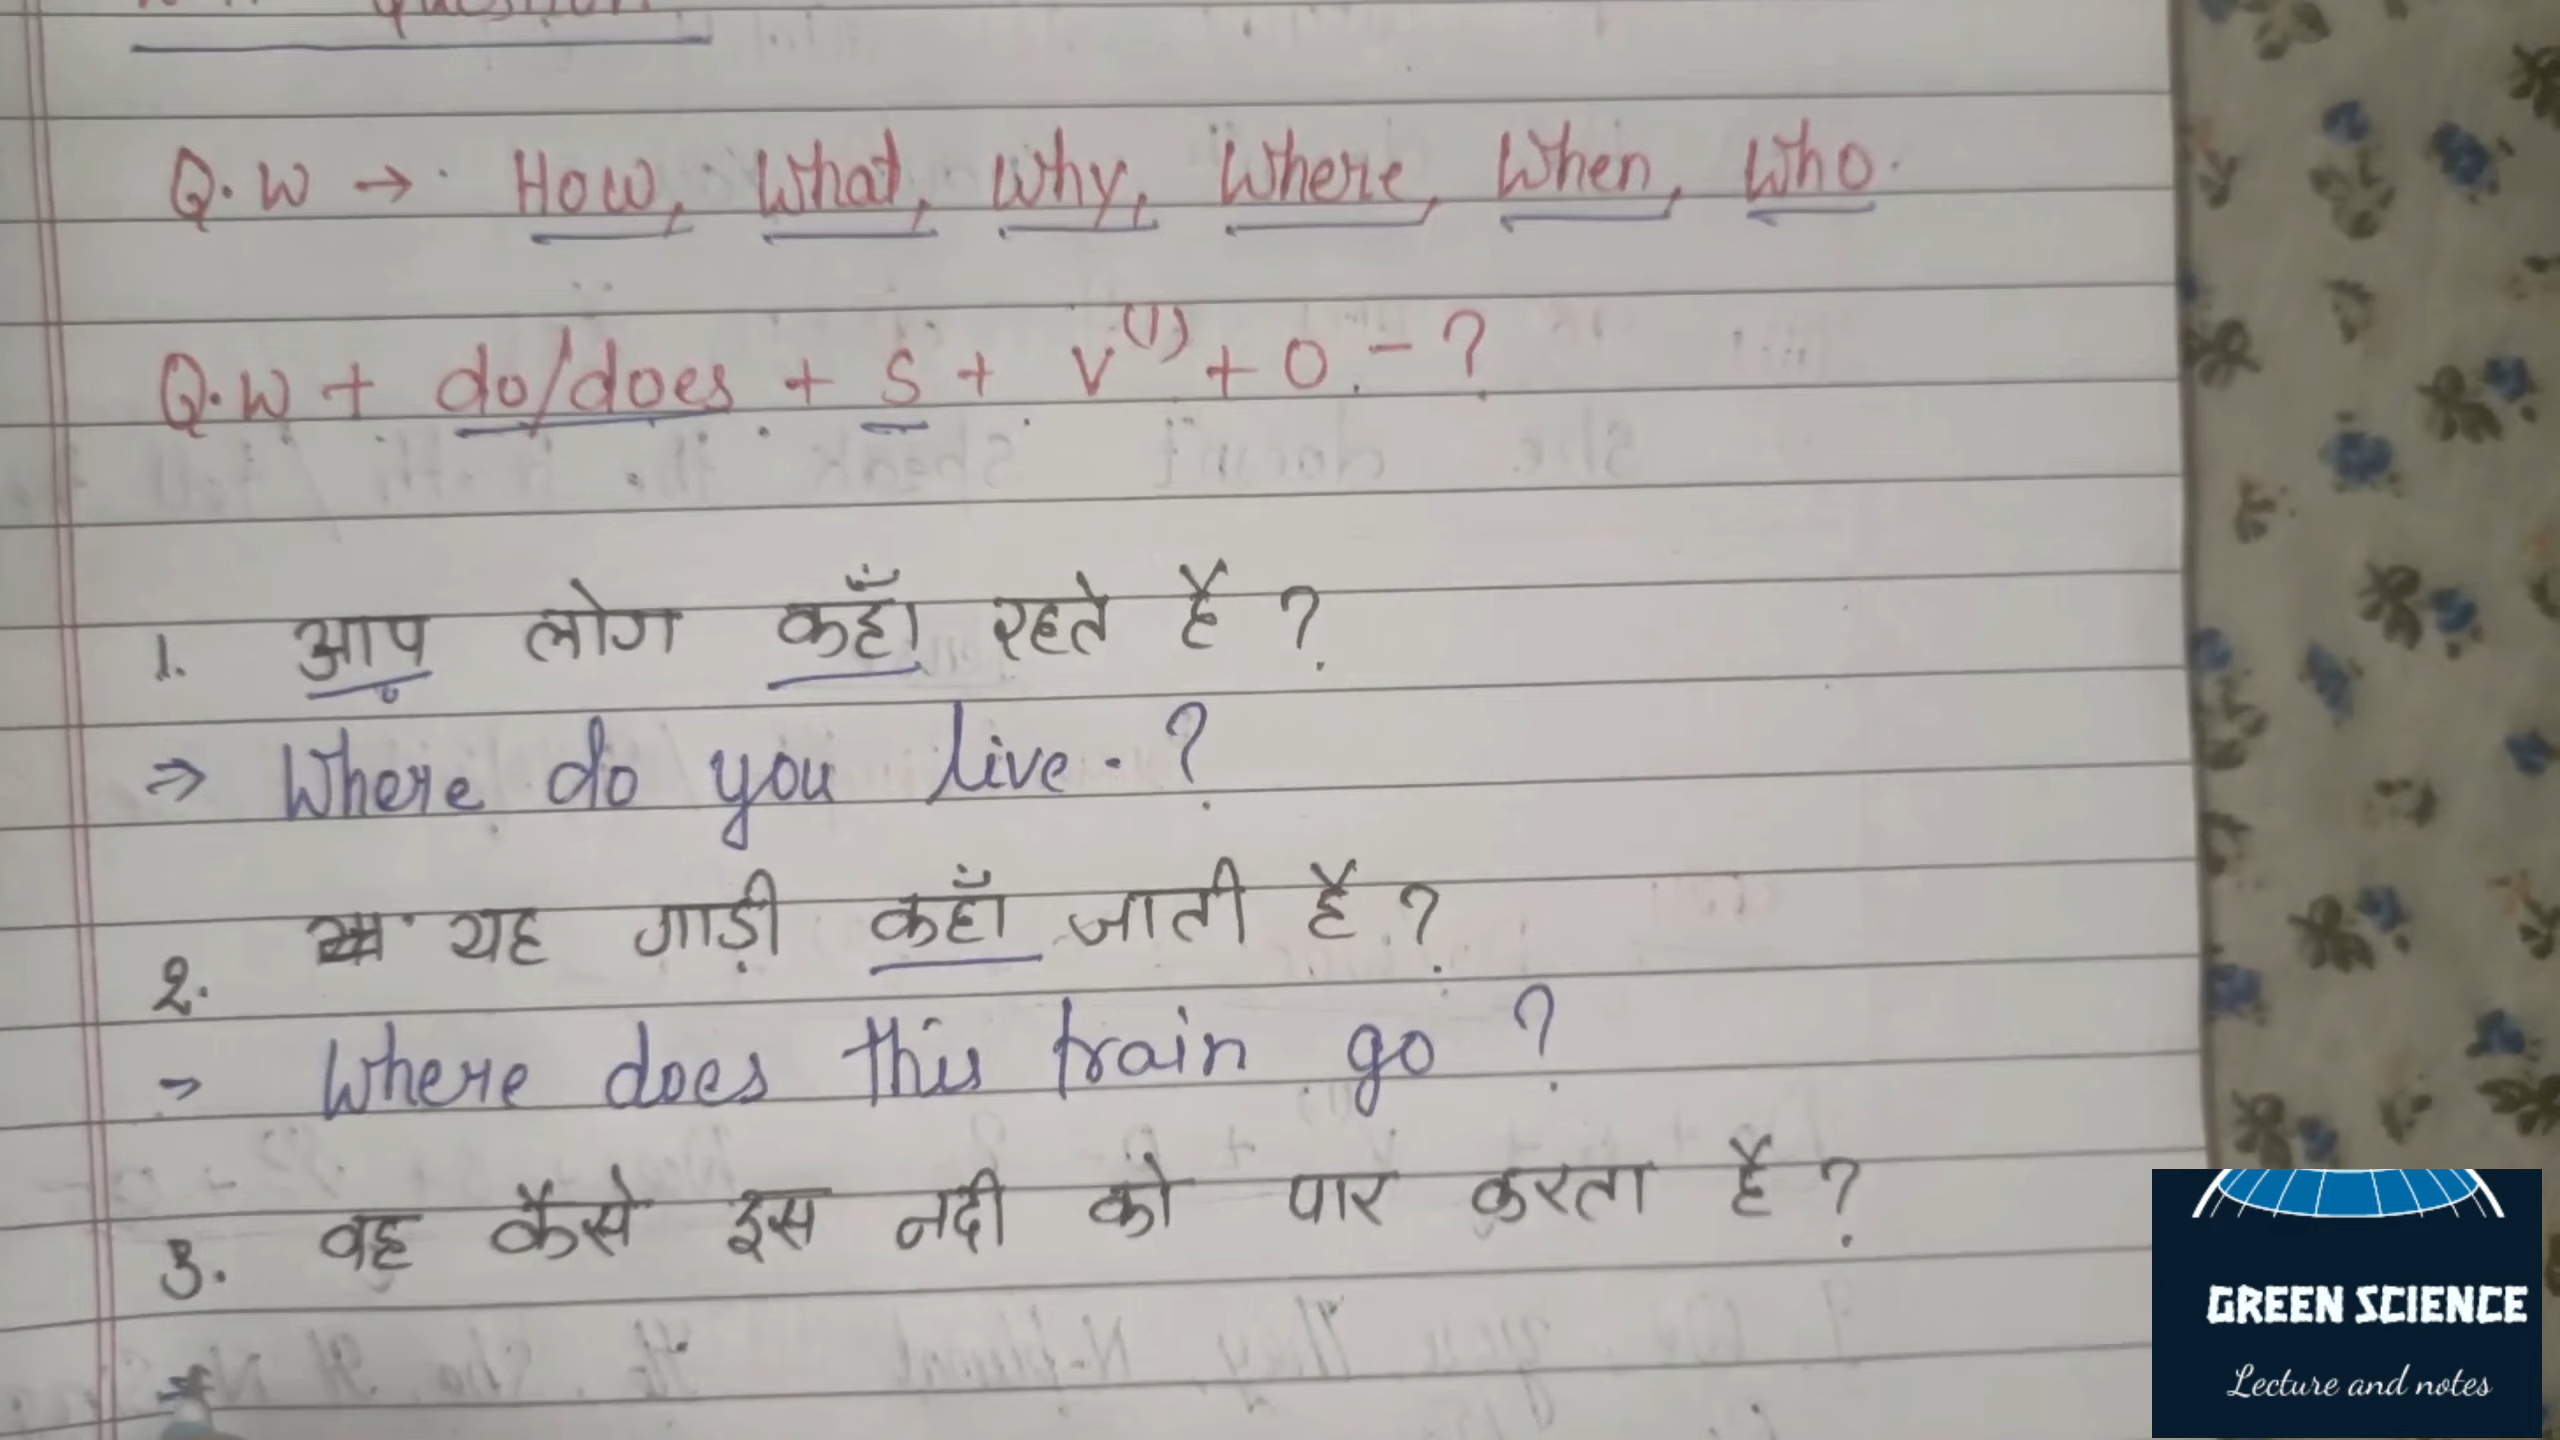 question
Q.W → How, What, Why, Where, When, Who.
Q.W + do/does + S + V(1) + O - ?
1. आप लोग कहाँ रहते है ?
⇒ Where do you live. ?
2. यह गाड़ी कहाँ जाती है ?
⇒ Where does this train go ?
3. वह कैसे इस नदी को पार करता है ?
GREEN SCIENCE
Lecture and notes